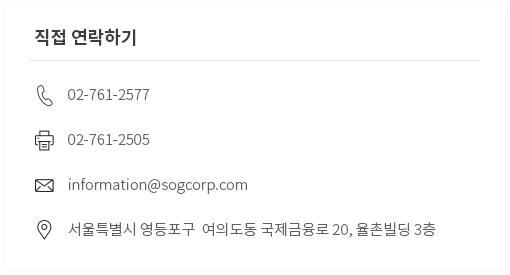 직접 연락하기
02-761-2577
02-761-2505
information@sogcorp.com
서울특별시 영등포구 여의도동 국제금융로 20, 율촌빌딩 3층